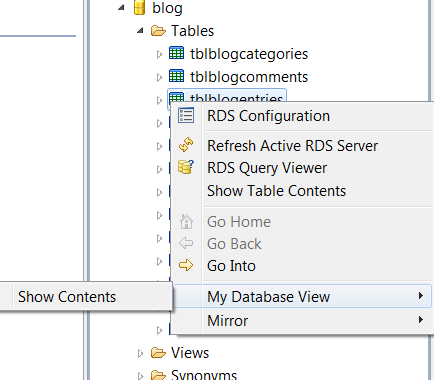 blog
Tables
tblblogcategories
tblblogcomments
tblblogentries
RDS Configuration
Refresh Active RDS Server
RDS Query Viewer
Show Table Contents
Go Home
Go Back
Go Into
Show Contents
My Database View
Mirror
Views
Synonyms